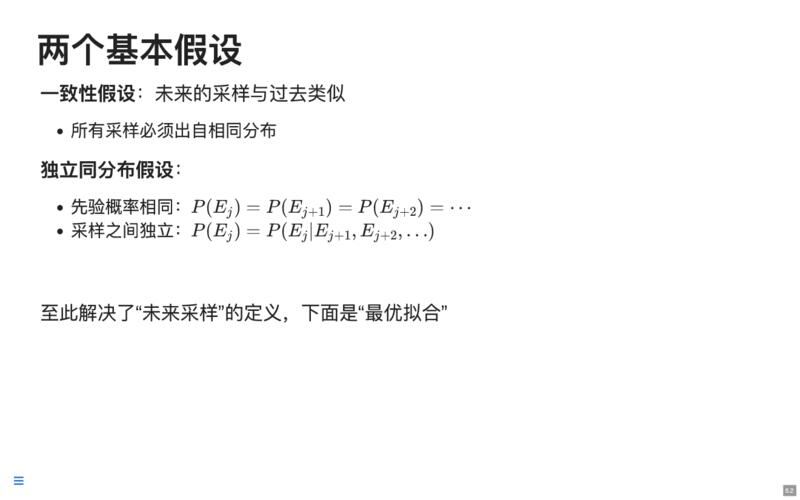 两个基本假设
一致性假设：未来的采样与过去类似
• 所有采样必须出自相同分布
独立同分布假设：
• 先验概率相同：P(E_j) = P(E_{j+1}) = P(E_{j+2}) = ⋯
• 采样之间独立：P(E_j) = P(E_j|E_{j+1}, E_{j+2}, …)
至此解决了“未来采样”的定义，下面是“最优拟合”
5.2